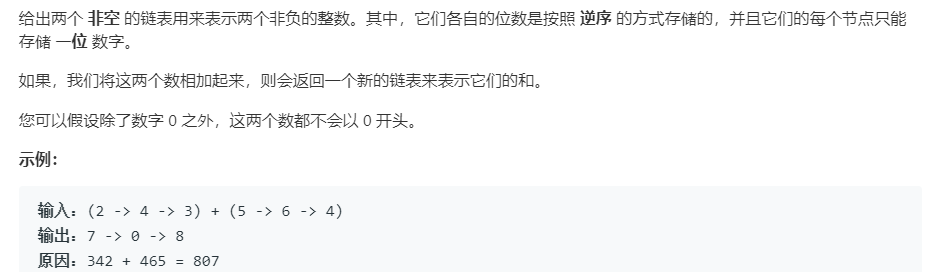 给出两个 非空 的链表用来表示两个非负的整数。其中，它们各自的位数是按照 逆序 的方式存储的，并且它们的每个节点只能
存储 一位 数字。
如果，我们将这两个数相加起来，则会返回一个新的链表来表示它们的和。
您可以假设除了数字 0 之外，这两个数都不会以 0 开头。
示例：
输入：(2 -> 4 -> 3) + (5 -> 6 -> 4)
输出：7 -> 0 -> 8
原因：342 + 465 = 807